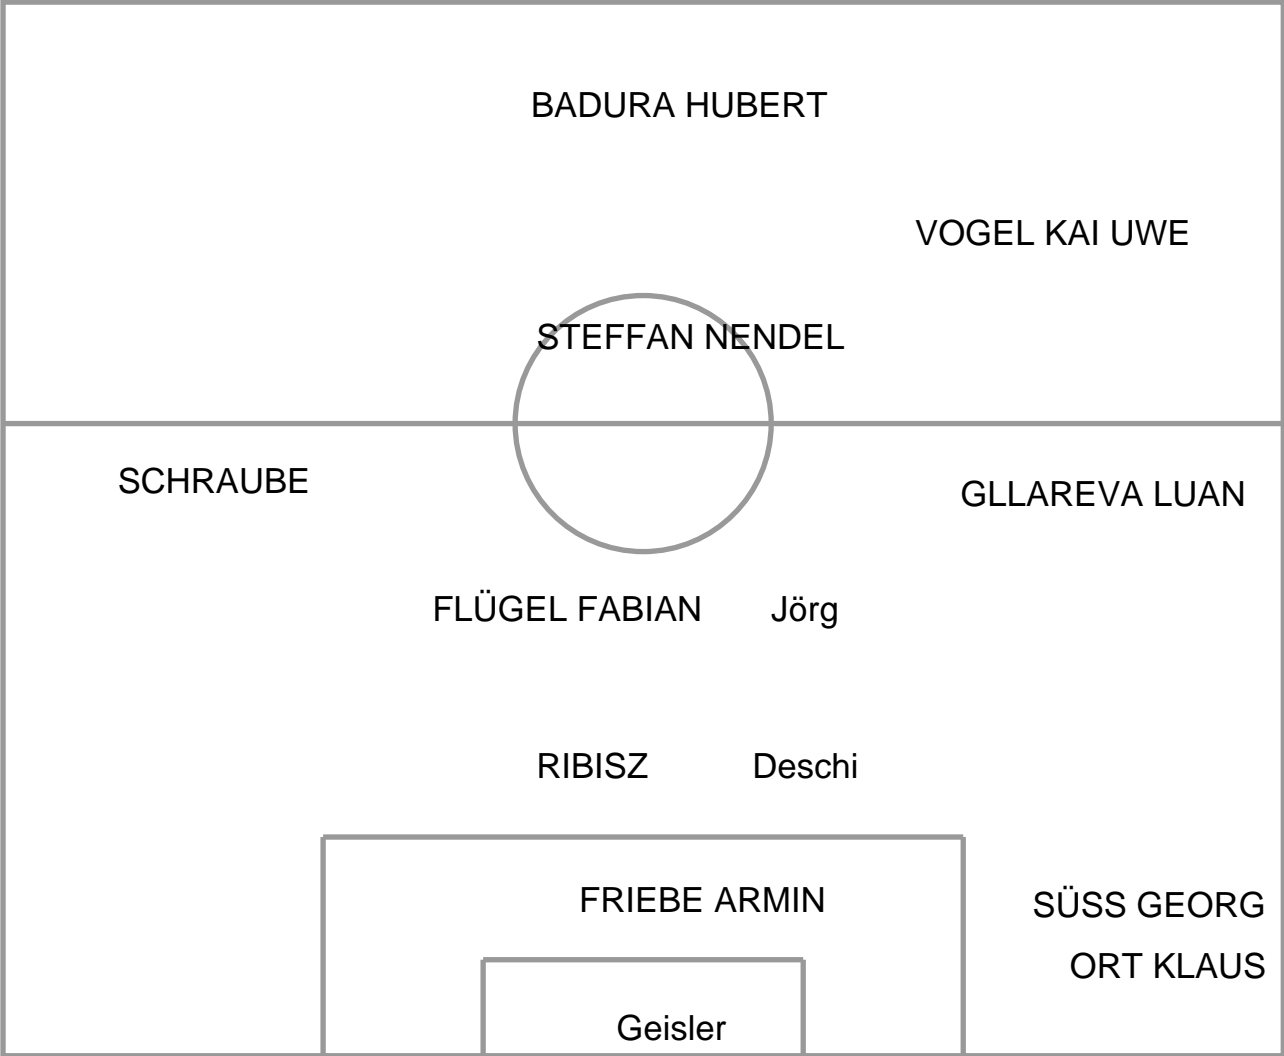 BADURA HUBERT
VOGEL KAI UWE
STEFFAN NENDEL
SCHRAUBE
GLLAREVA LUAN
FLÜGEL FABIAN
Jörg
RIBISZ
Deschi
FRIEBE ARMIN
SÜSS GEORG
ORT KLAUS
Geisler